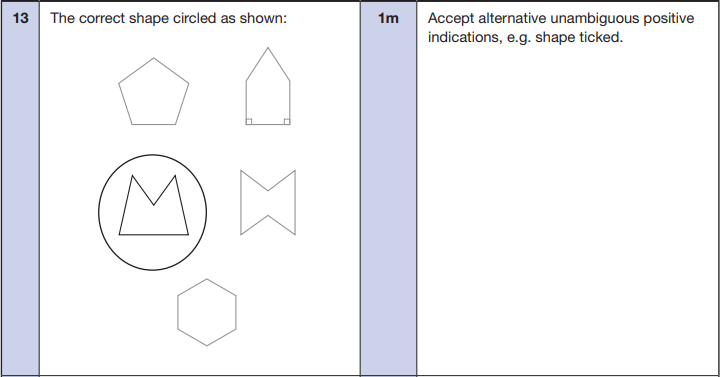 13
The correct shape circled as shown:
1m
Accept alternative unambiguous positive
indications, e.g. shape ticked.